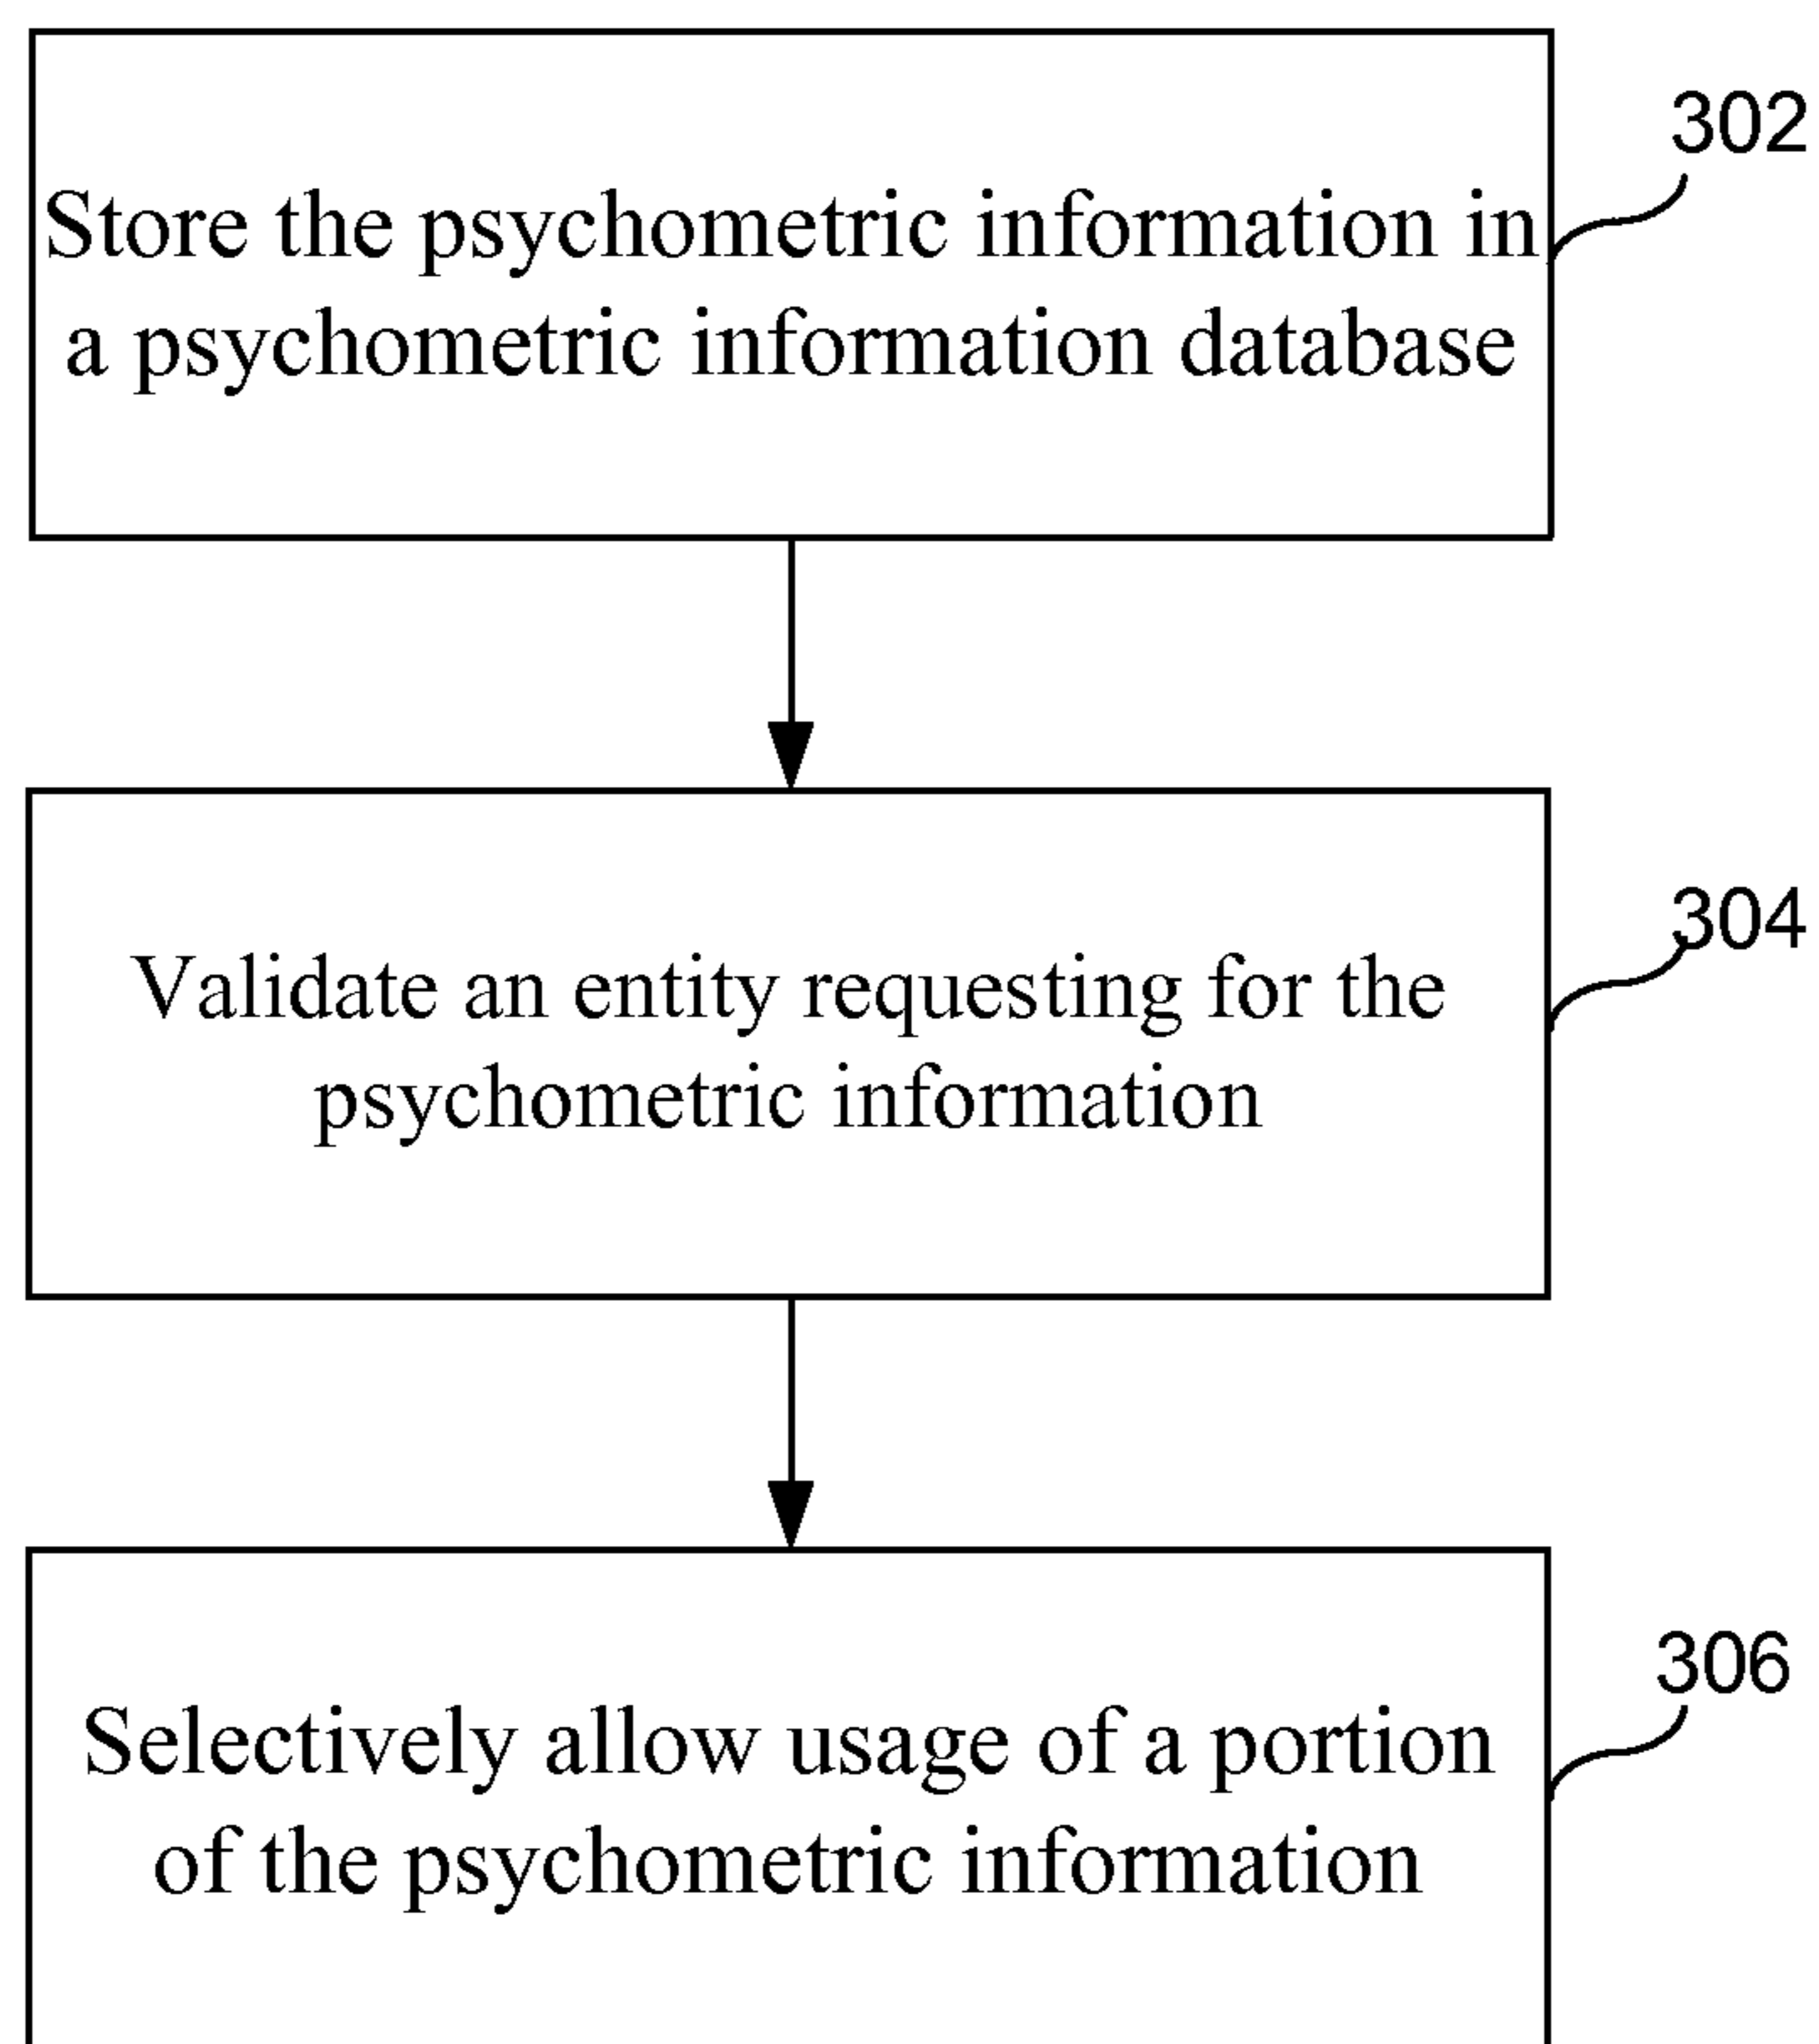 302
Store the psychometric information in
a psychometric information database
304
Validate an entity requesting for the
psychometric information
306
Selectively allow usage of a portion
of the psychometric information